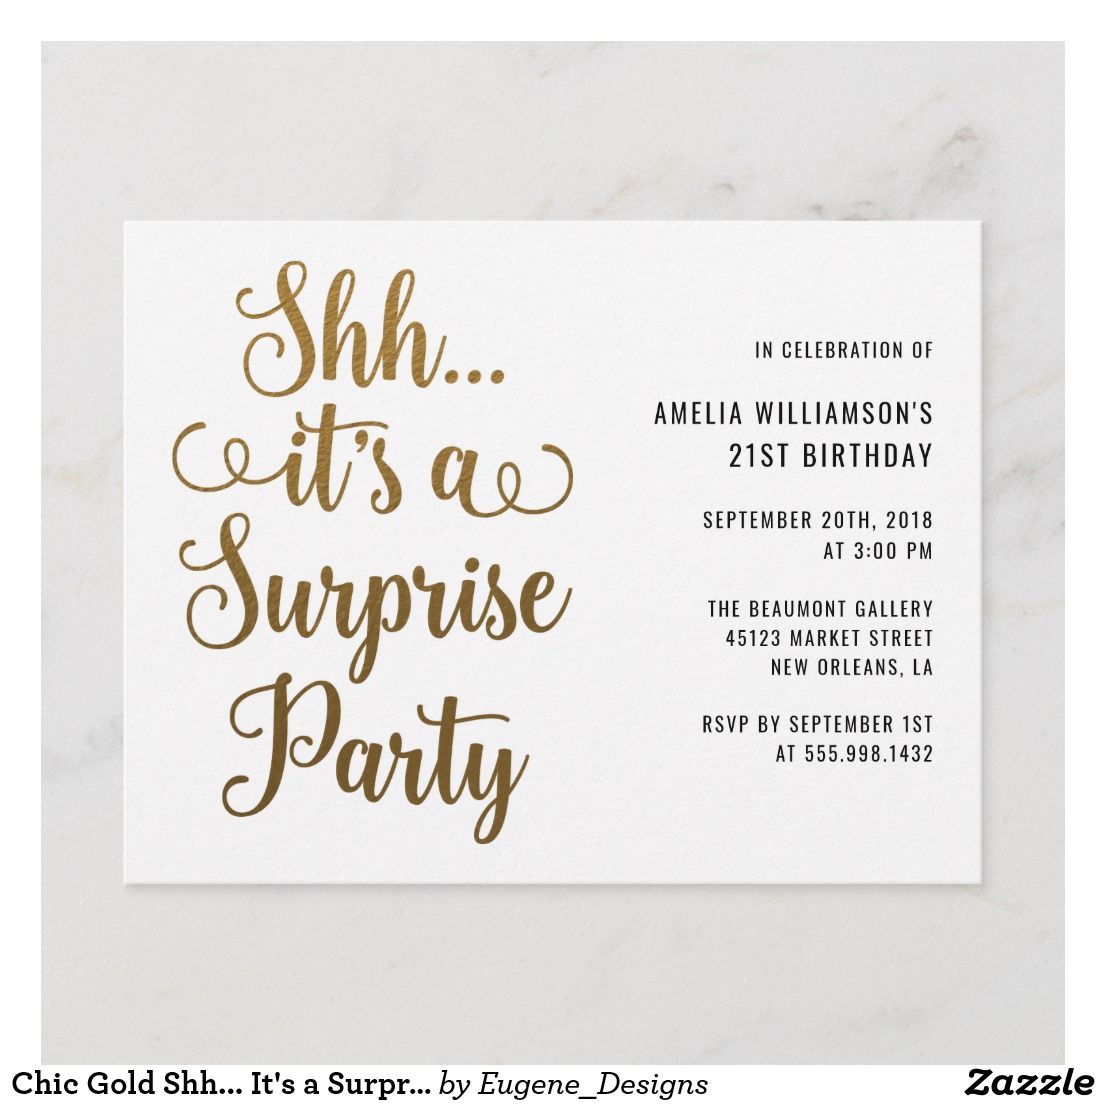 Shh...
it's a
Surprise
Party
IN CELEBRATION OF
AMELIA WILLIAMSON'S
21ST BIRTHDAY
SEPTEMBER 20TH, 2018
AT 3:00 PM
THE BEAUMONT GALLERY
45123 MARKET STREET
NEW ORLEANS, LA
RSVP BY SEPTEMBER 1ST
AT 555.998.1432
Chic Gold Shh... It's a Surpr... by Eugene_Designs
Zazzle